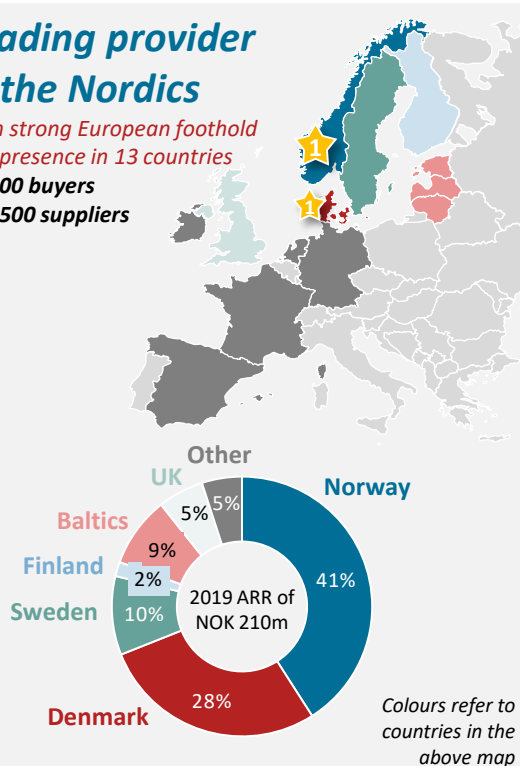 ading provider
the Nordics
strong European foothold
presence in 13 countries
00 buyers
500 suppliers
1
1
Other
UK
Norway
Baltics
Finland
Sweden
Denmark
5%
5%
9%
2%
10%
41%
28%
2019 ARR of
NOK 210m
Colours refer to
countries in the
above map